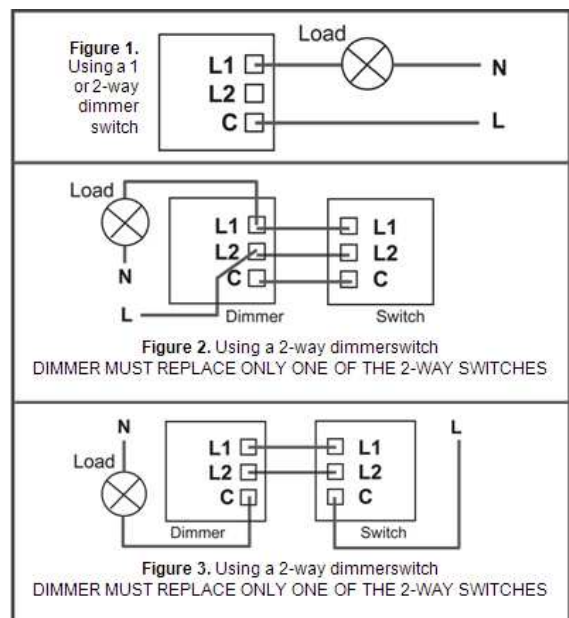 Figure 1.
Using a 1
or 2-way
dimmer
switch
Load
L1
N
L2
C
L
Load
L1
L1
L2
L2
N
C
C
L
Dimmer
Switch
Figure 2. Using a 2-way dimmerswitch
DIMMER MUST REPLACE ONLY ONE OF THE 2-WAY SWITCHES
N
L
L1
L1
Load
L2
L2
C
C
Dimmer
Switch
Figure 3. Using a 2-way dimmerswitch
DIMMER MUST REPLACE ONLY ONE OF THE 2-WAY SWITCHES